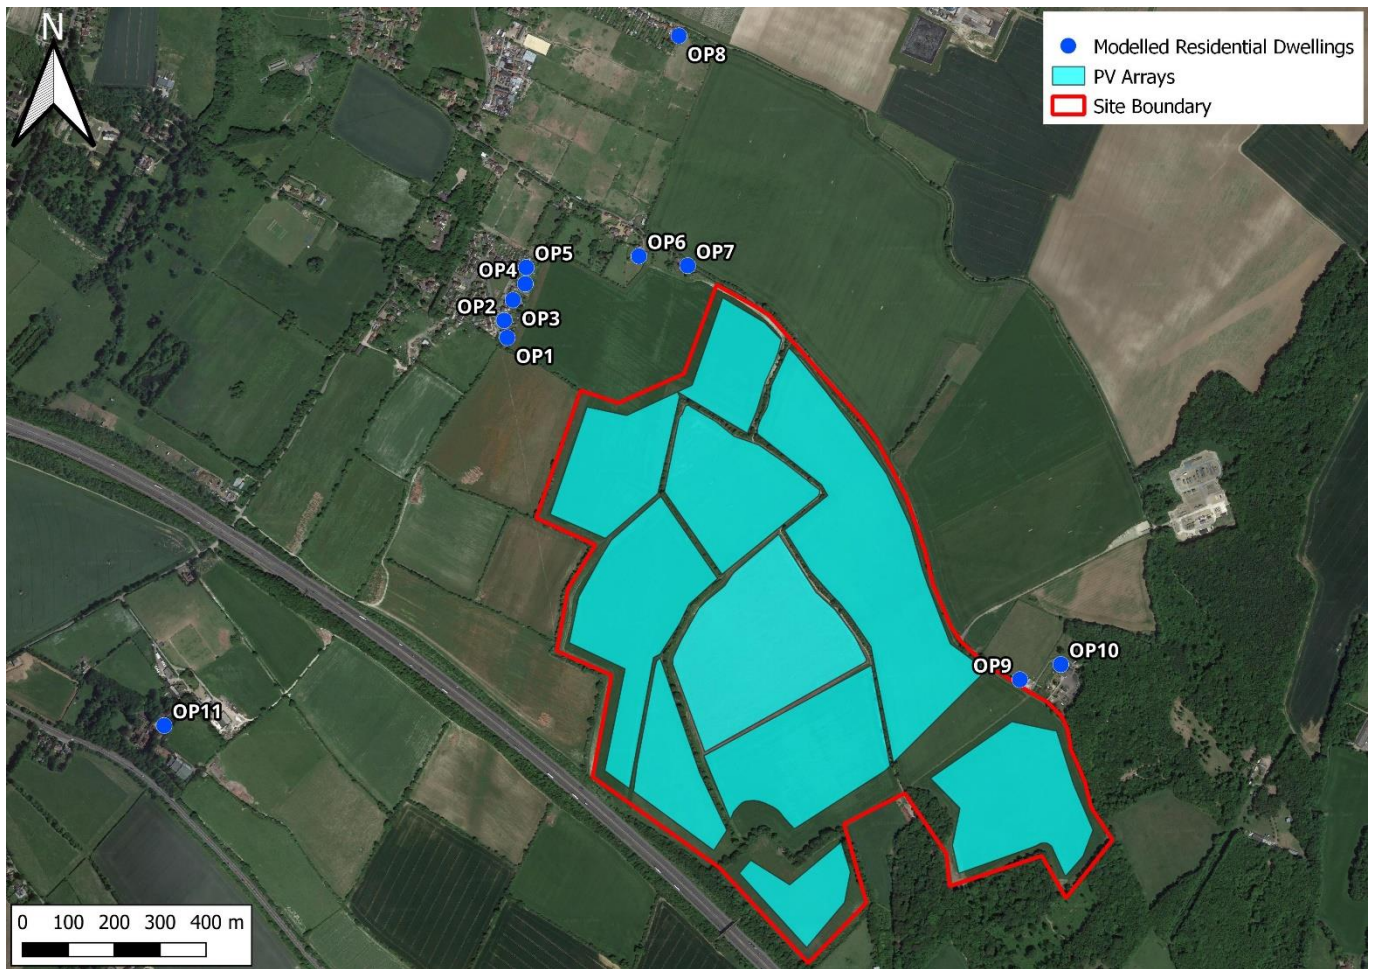 N
OP8
Modelled Residential Dwellings
PV Arrays
Site Boundary
OP5
OP6
OP7
OP4
OP2
OP3
OP1
OP9
OP10
OP11
0 100 200 300 400 m